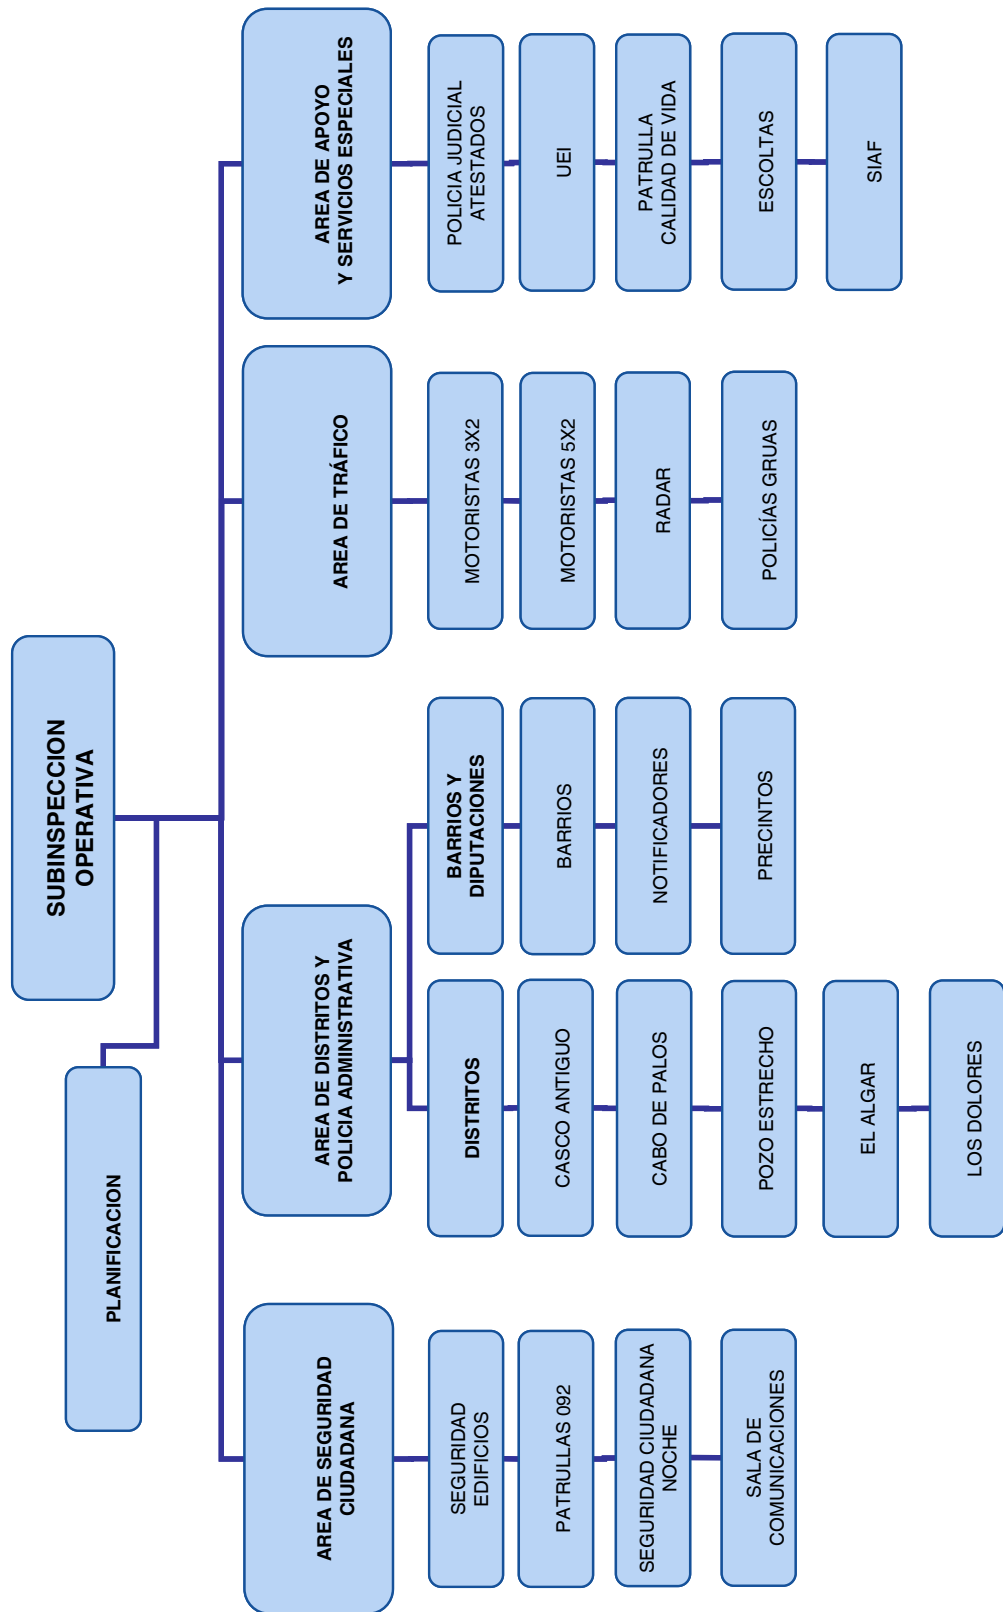 SUBINSPECCION
OPERATIVA
PLANIFICACION
AREA DE SEGURIDAD
CIUDADANA
SEGURIDAD
EDIFICIOS
PATRULLAS 092
SEGURIDAD CIUDADANA
NOCHE
SALA DE
COMUNICACIONES
AREA DE DISTRITOS Y
POLICIA ADMINISTRATIVA
DISTRITOS
CASCO ANTIGUO
CABO DE PALOS
POZO ESTRECHO
EL ALGAR
LOS DOLORES
BARRIOS Y
DIPUTACIONES
BARRIOS
NOTIFICADORES
PRECINTOS
AREA DE TRÁFICO
MOTORISTAS 3X2
MOTORISTAS 5X2
RADAR
POLICÍAS GRUAS
AREA DE APOYO
Y SERVICIOS ESPECIALES
POLICIA JUDICIAL
ATESTADOS
UEI
PATRULLA
CALIDAD DE VIDA
ESCOLTAS
SIAF